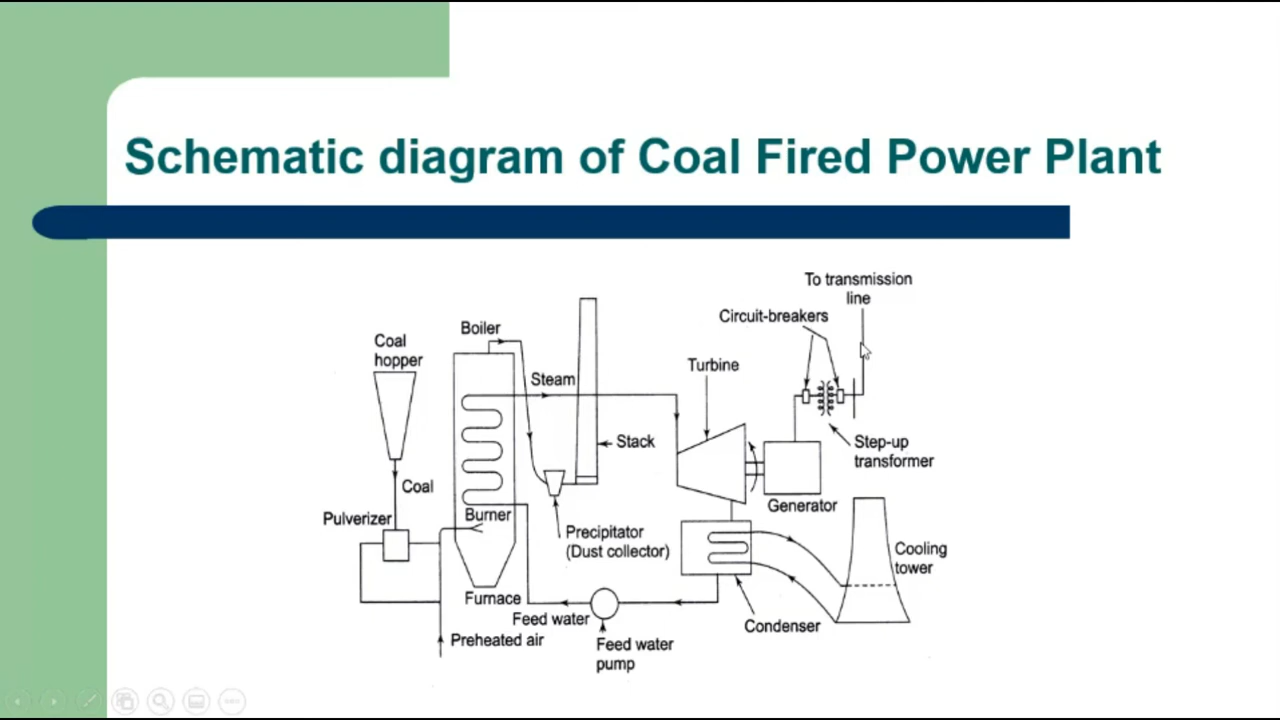 Schematic diagram of Coal Fired Power Plant
To transmission
line
Circuit-breakers
Boiler
Coal
hopper
Turbine
Steam
Stack
Step-up
transformer
Coal
Generator
Pulverizer
Burner
Precipitator
(Dust collector)
Cooling
tower
Furnace
Feed water
Condenser
Preheated air
Feed water
pump